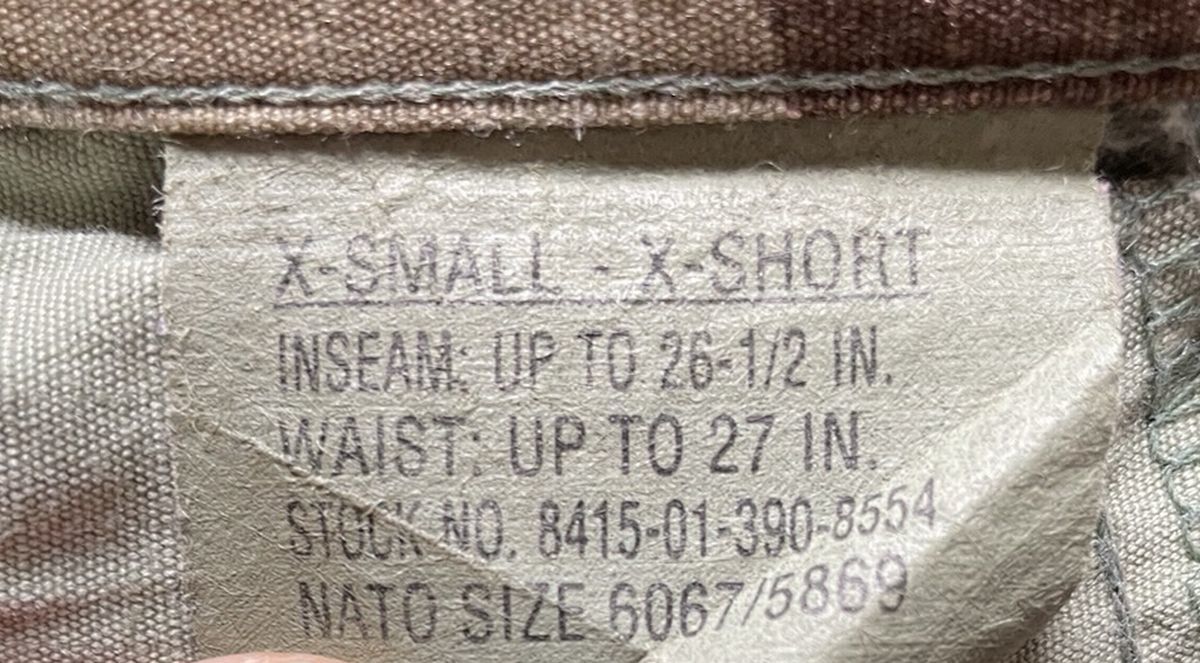 X-SMALL - X-SHORT
INSEAM: UP TO 26-1/2 IN.
WAIST: UP TO 27 IN.
STOCK NO. 8415-01-390-8554
NATO SIZE 6067/5869